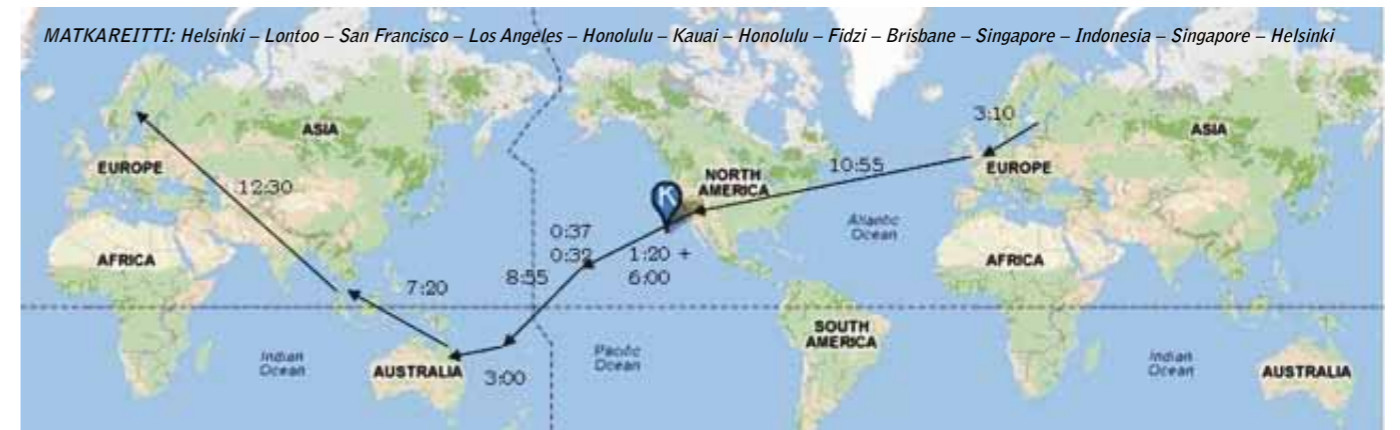 MATKAREITTI: Helsinki – Lontoo – San Francisco – Los Angeles – Honolulu – Kauai – Honolulu – Fidzi – Brisbane – Singapore – Indonesia – Singapore – Helsinki
3:10
ASIA
ASIA
EUROPE
10:55
NORTH
AMERICA
EUROPE
12:30
K
Atlantic
Ocean
0:37
0:32
1:20 +
6:00
AFRICA
AFRICA
8:55
7:20
SOUTH
AMERICA
Indian
Ocean
AUSTRALIA
3:00
Pacific
Ocean
Indian
Ocean
AUSTRALIA